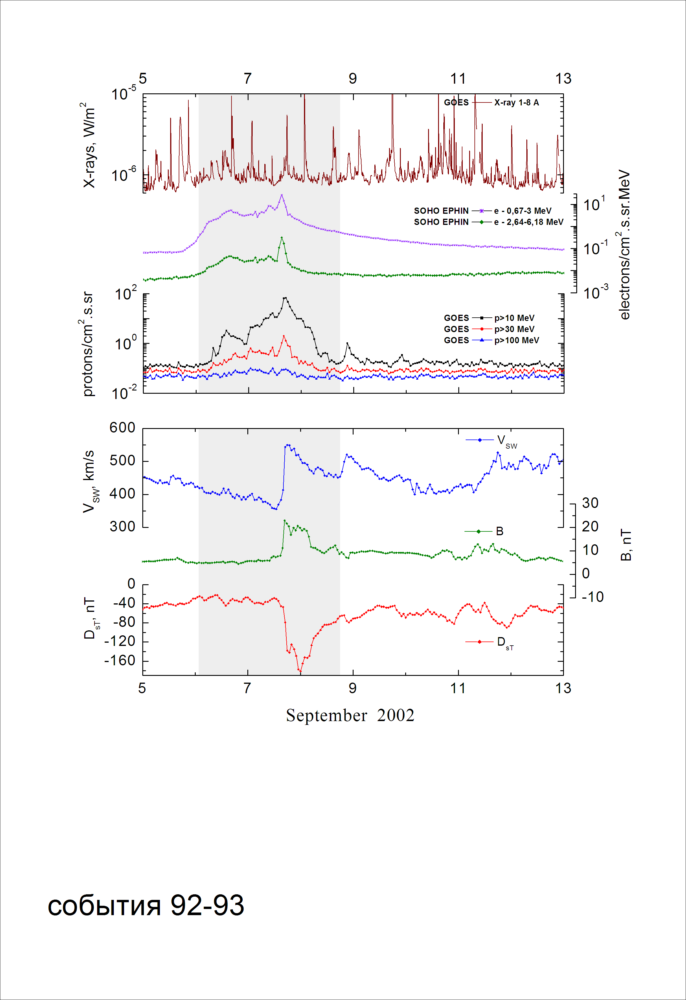 5 7 9 11 13
X-rays, W/m²
10⁻⁵
10⁻⁶
GOES X-ray 1-8 A
electrons/cm².s.sr.MeV
10¹
10⁻¹
10⁻³
SOHO EPHIN e - 0,67-3 MeV
SOHO EPHIN e - 2,64-6,18 MeV
protons/cm².s.sr
10²
10⁰
10⁻²
GOES p>10 MeV
GOES p>30 MeV
GOES p>100 MeV
V_SW, km/s
600
500
400
300
V_SW
B, nT
30
20
10
0
-10
B
D_sT, nT
0
-40
-80
-120
-160
D_sT
5 7 9 11 13
September 2002
события 92-93